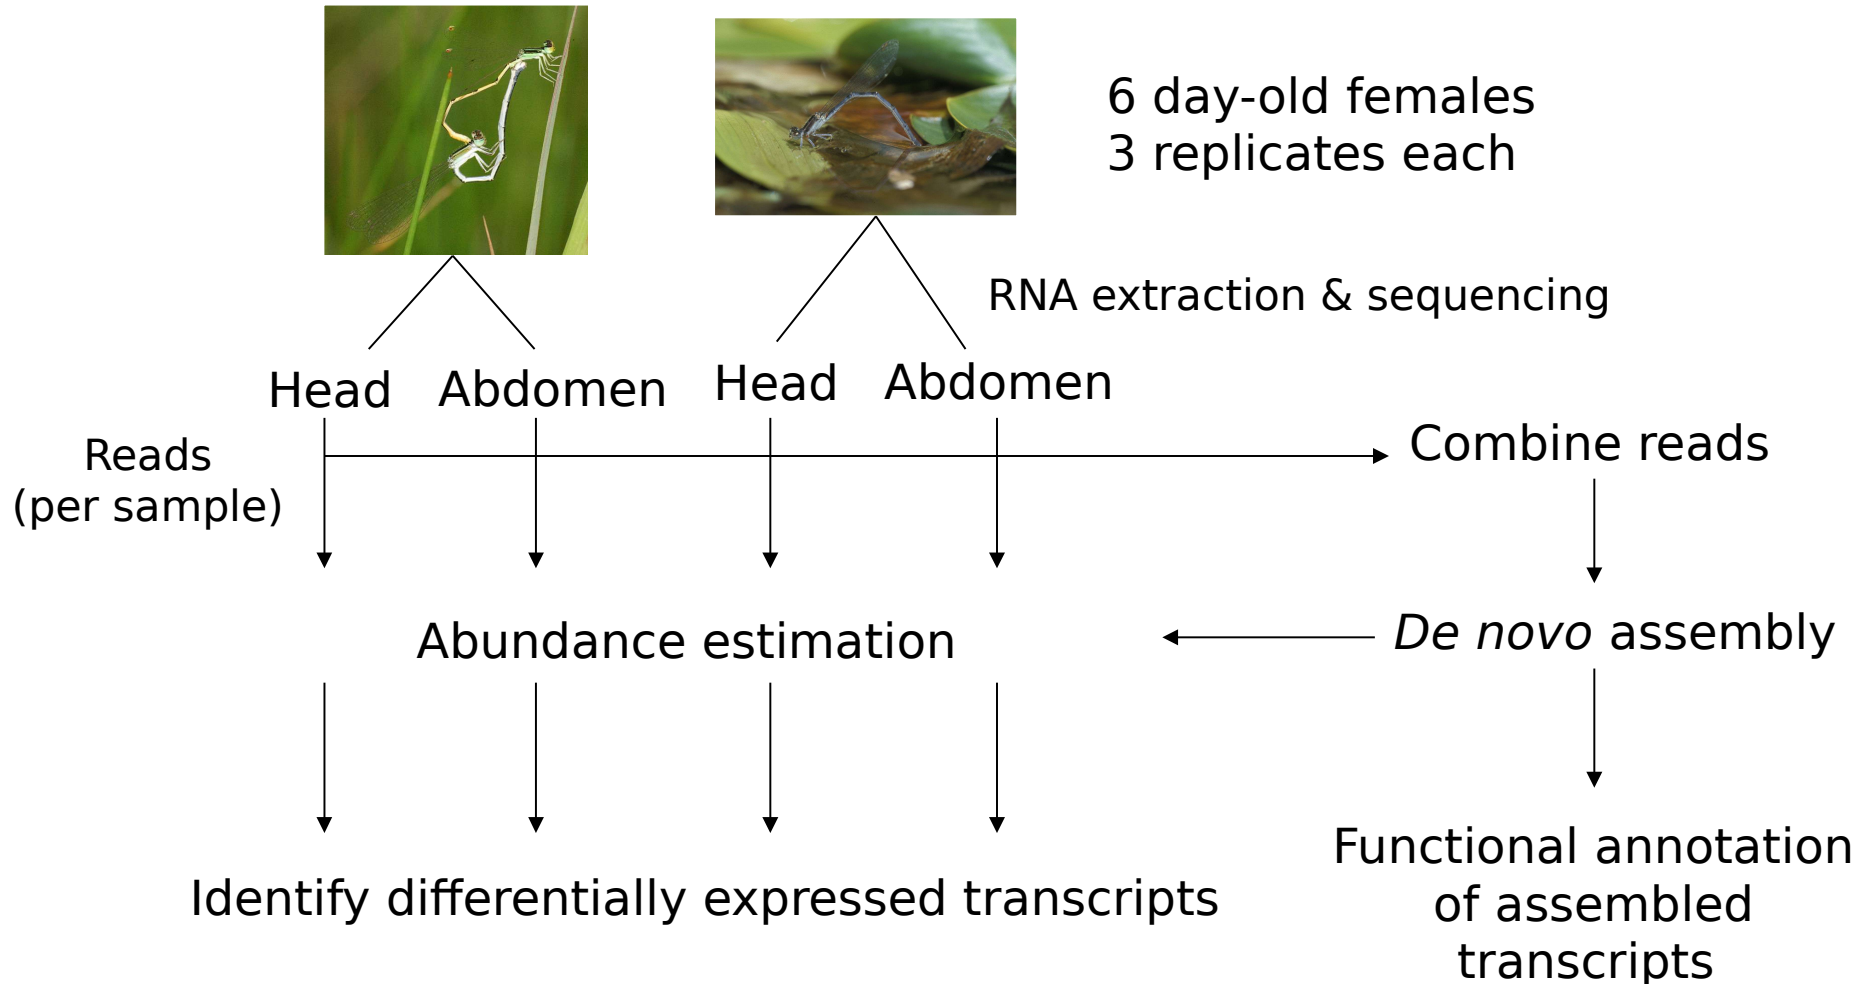 6 day-old females
3 replicates each
RNA extraction & sequencing
Head
Abdomen
Head
Abdomen
Reads
(per sample)
Combine reads
Abundance estimation
De novo assembly
Identify differentially expressed transcripts
Functional annotation
of assembled
transcripts